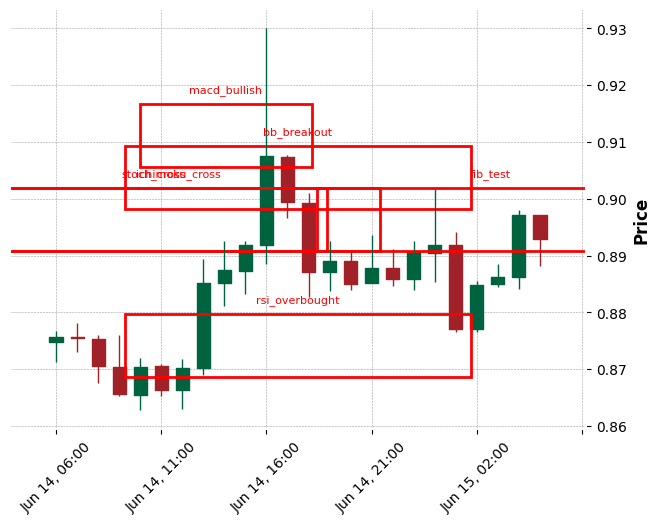 0.93
0.92
macd_bullish
bb_breakout
0.91
stoch_cross
ichimoku_cross
fib_test
0.90
Price
0.89
rsi_overbought
0.88
0.87
0.86
Jun 14, 06:00
Jun 14, 11:00
Jun 14, 16:00
Jun 14, 21:00
Jun 15, 02:00